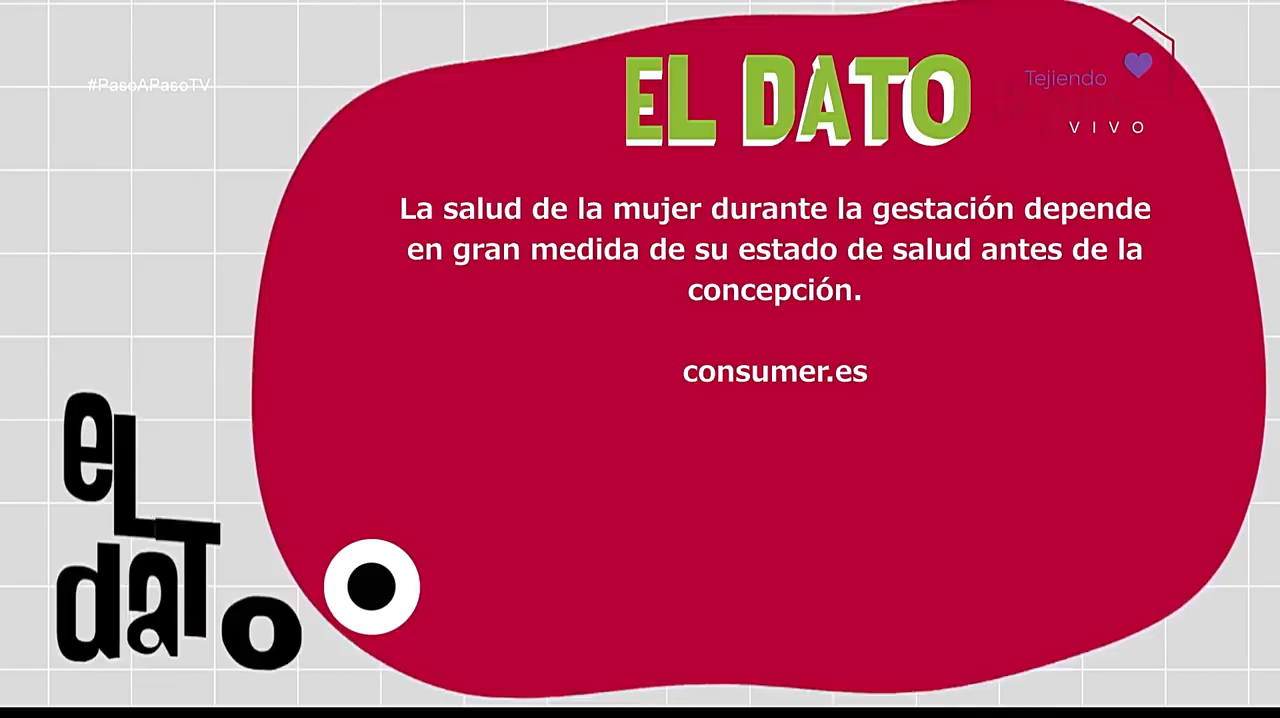 #PasoAPasoTV
EL DATO
Tejiendo
VIVO
La salud de la mujer durante la gestación depende
en gran medida de su estado de salud antes de la
concepción.
consumer.es
eL
daTo